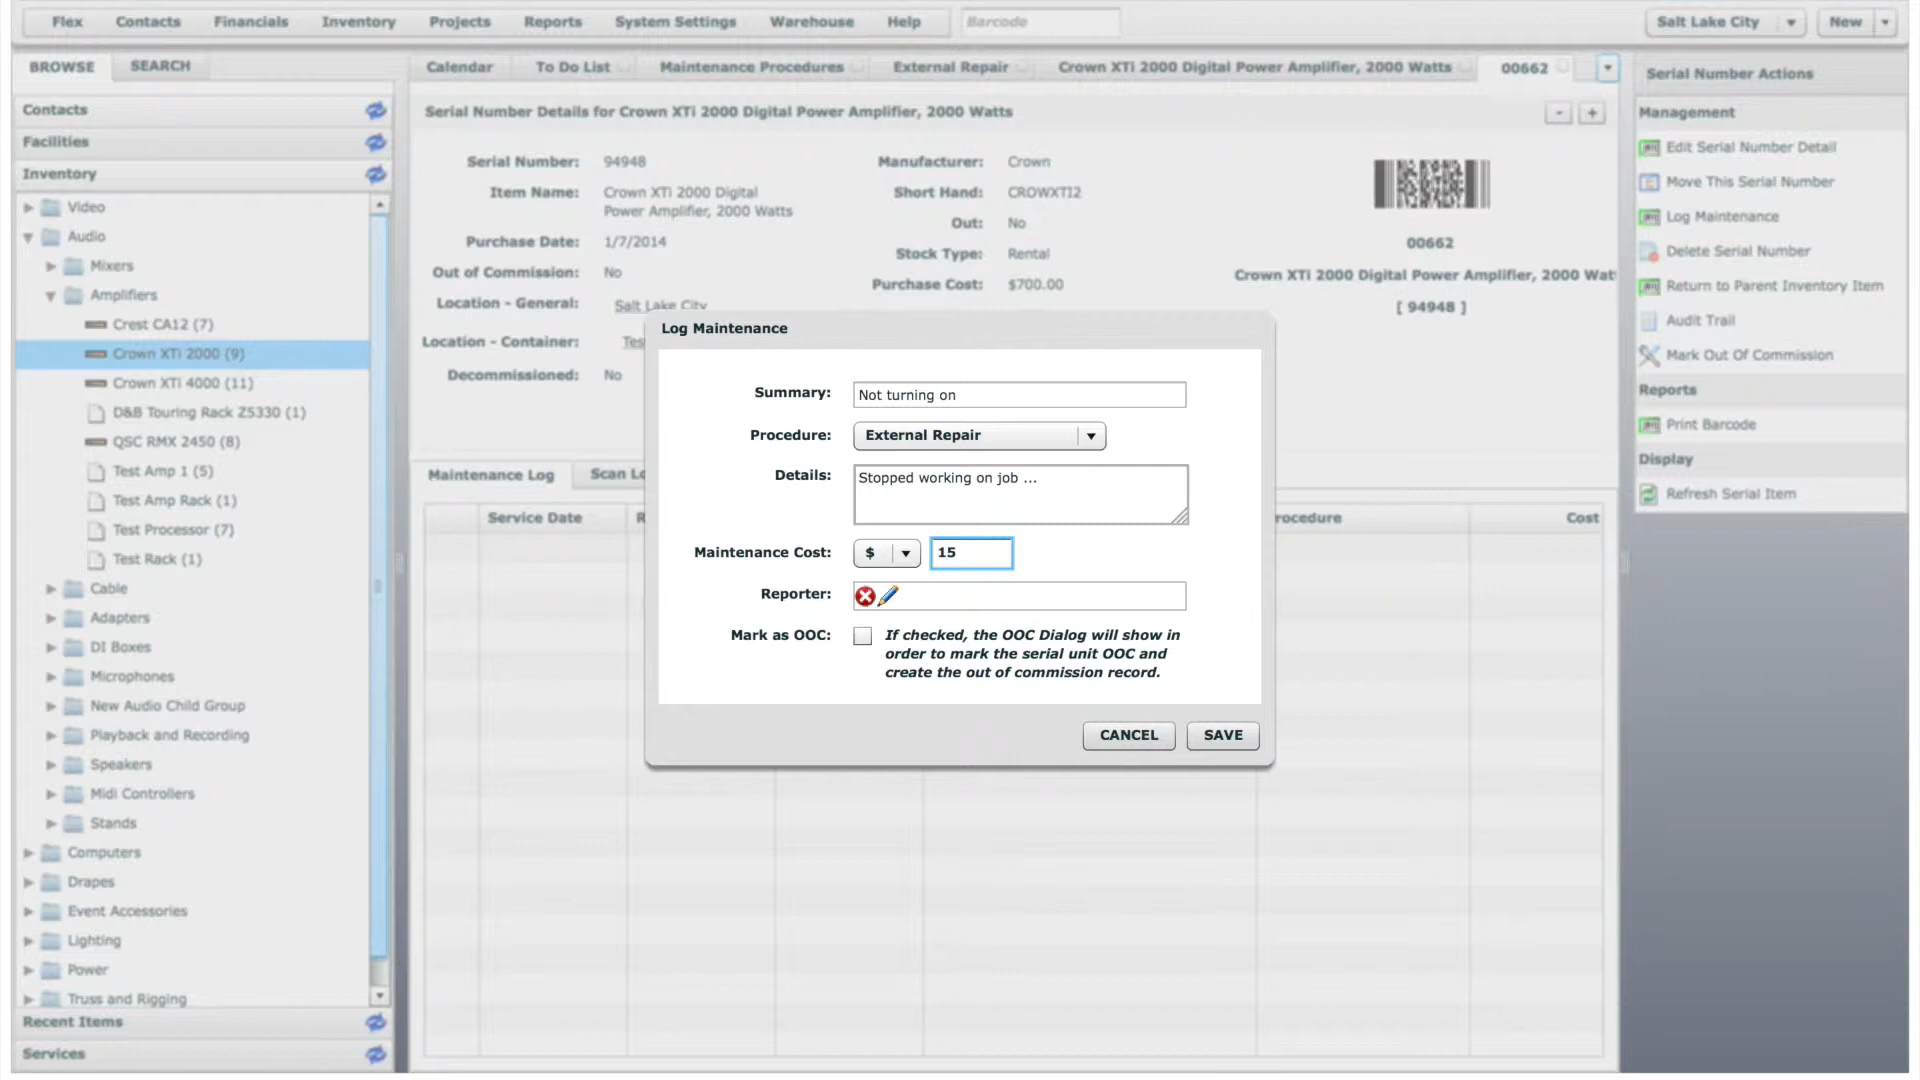 Flex Contacts Financials Inventory Projects Reports System Settings Warehouse Help Barcode Salt Lake City New
BROWSE SEARCH
Calendar To Do List Maintenance Procedures External Repair Crown XTi 2000 Digital Power Amplifier, 2000 Watts 00662
Contacts
Facilities
Inventory
Video
Audio
Mixers
Amplifiers
Crest CA12 (7)
Crown XTi 2000 (9)
Crown XTi 4000 (11)
D&B Touring Rack Z5330 (1)
QSC RMX 2450 (8)
Test Amp 1 (5)
Test Amp Rack (1)
Test Processor (7)
Test Rack (1)
Cable
Adapters
DI Boxes
Microphones
New Audio Child Group
Playback and Recording
Speakers
Midi Controllers
Stands
Computers
Drapes
Event Accessories
Lighting
Power
Truss and Rigging
Recent Items
Services
Serial Number Details for Crown XTi 2000 Digital Power Amplifier, 2000 Watts
- +
Serial Number: 94948
Item Name: Crown XTi 2000 Digital
Power Amplifier, 2000 Watts
Purchase Date: 1/7/2014
Out of Commission: No
Location - General: Salt Lake City
Location - Container: Tes
Decommissioned: No
Manufacturer: Crown
Short Hand: CROWXTI2
Out: No
Stock Type: Rental
Purchase Cost: $700.00
00662
Crown XTi 2000 Digital Power Amplifier, 2000 Wat
[ 94948 ]
Maintenance Log Scan Lo
Service Date R rocedure Cost
Log Maintenance
Summary: Not turning on
Procedure: External Repair
Details: Stopped working on job ...
Maintenance Cost: $ 15
Reporter:
Mark as OOC: If checked, the OOC Dialog will show in
order to mark the serial unit OOC and
create the out of commission record.
CANCEL SAVE
Serial Number Actions
Management
Edit Serial Number Detail
Move This Serial Number
Log Maintenance
Delete Serial Number
Return to Parent Inventory Item
Audit Trail
Mark Out Of Commission
Reports
Print Barcode
Display
Refresh Serial Item